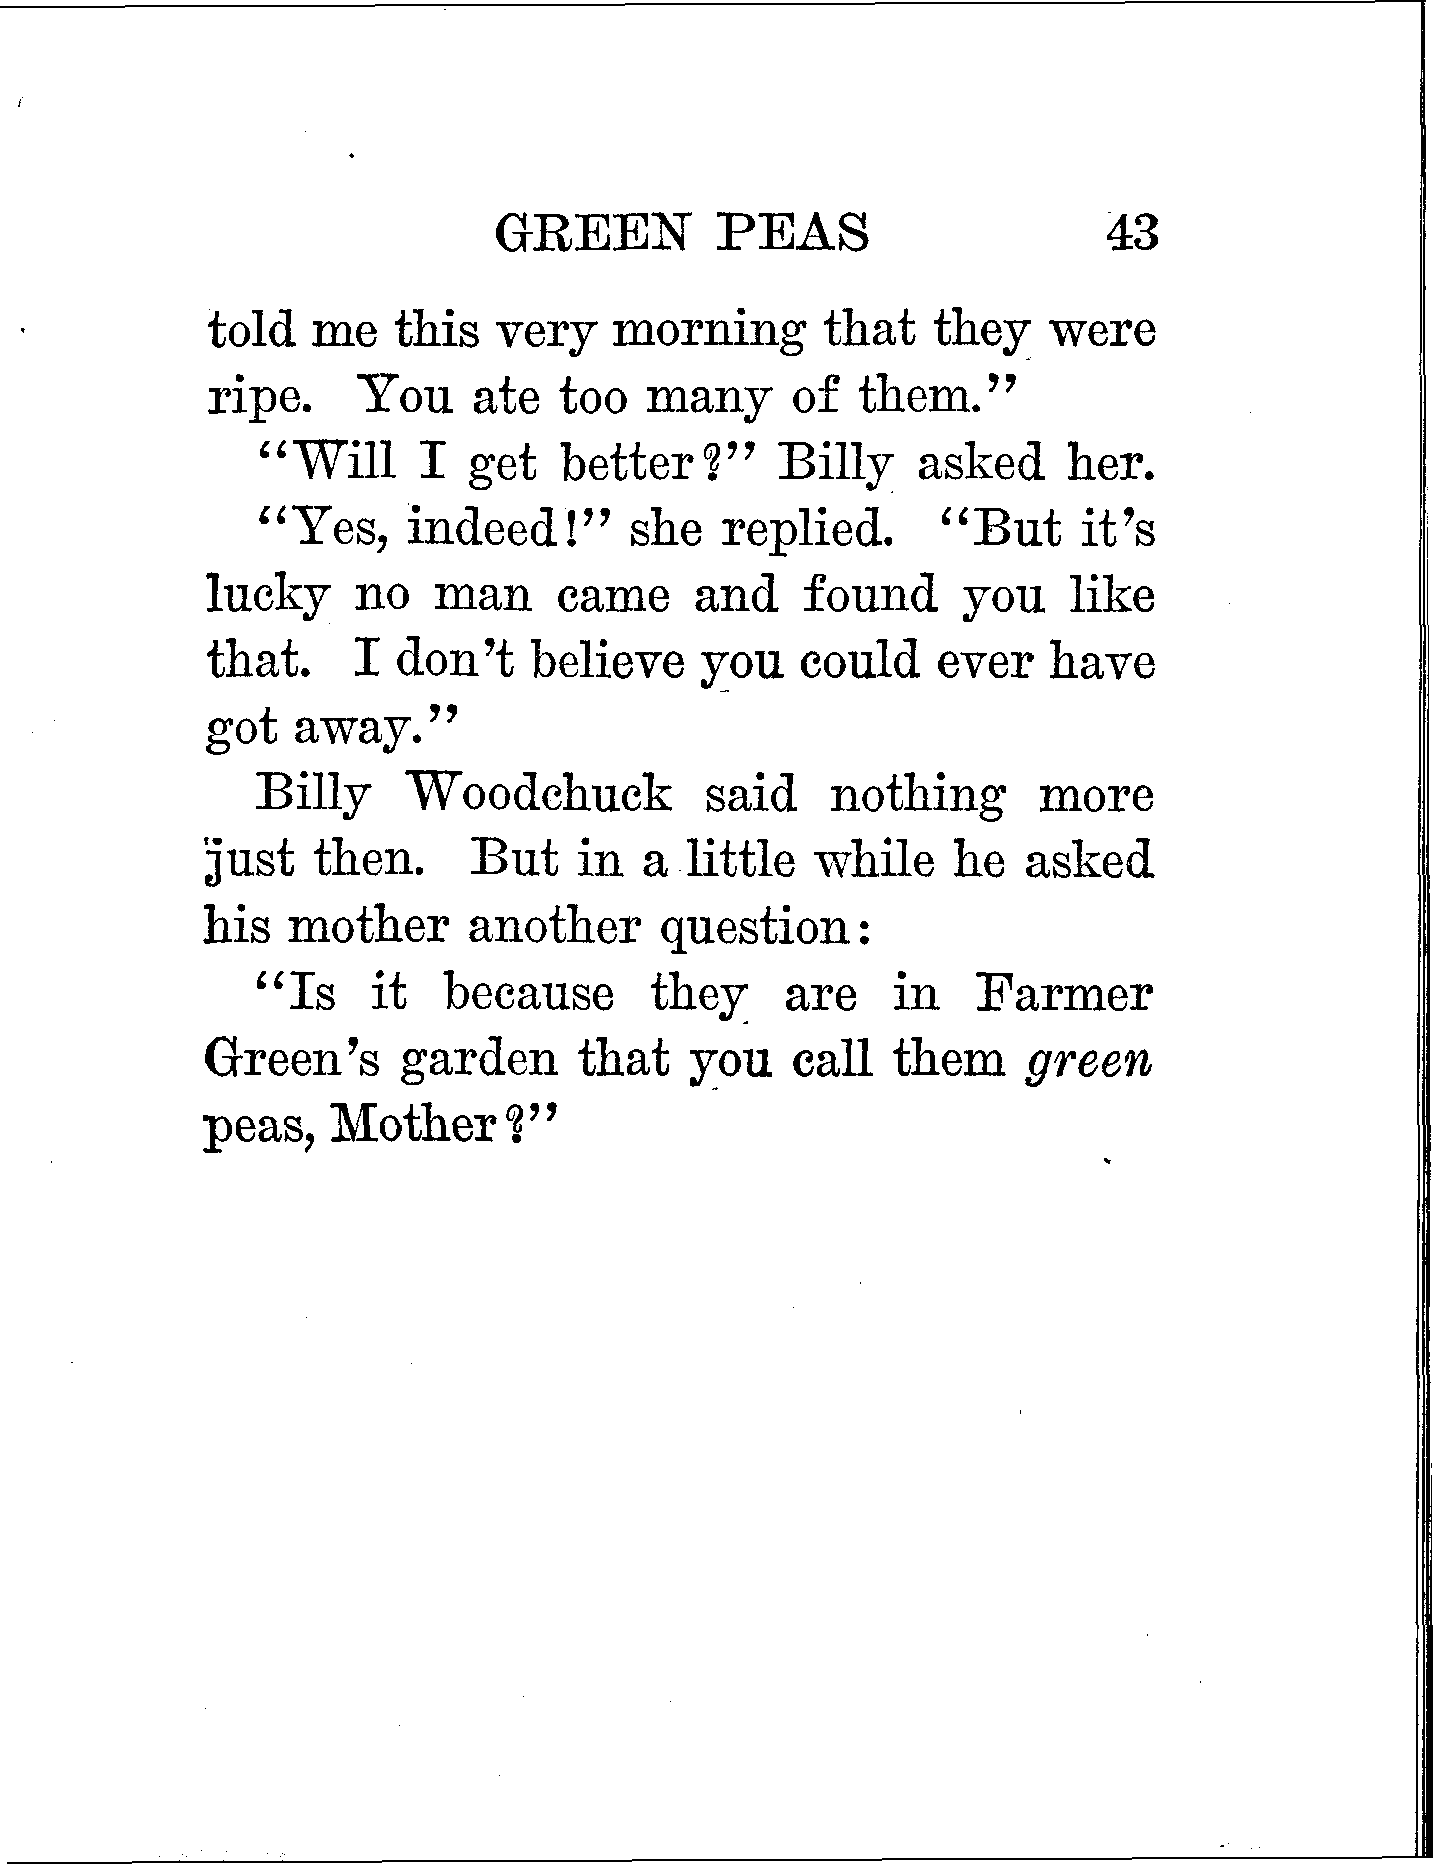 GREEN PEAS 43
told me this very morning that they were
ripe. You ate too many of them."
"Will I get better?" Billy asked her.
"Yes, indeed!" she replied. "But it's
lucky no man came and found you like
that. I don't believe you could ever have
got away."
Billy Woodchuck said nothing more
just then. But in a little while he asked
his mother another question:
"Is it because they are in Farmer
Green's garden that you call them green
peas, Mother?"